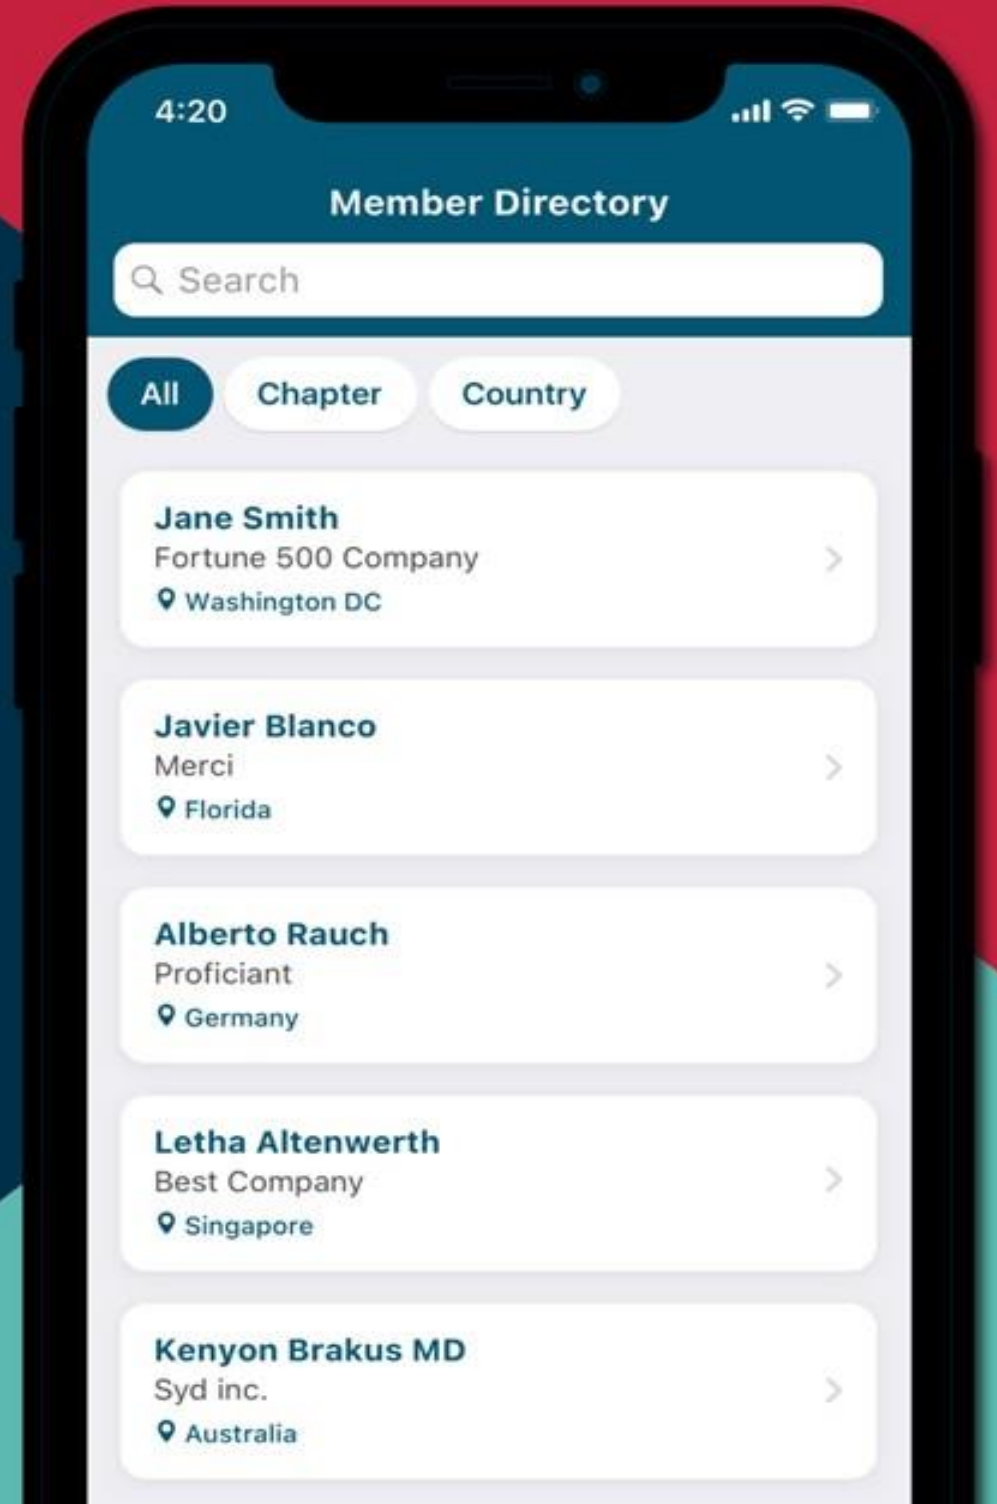 4:20
Member Directory
Search
All Chapter Country
Jane Smith
Fortune 500 Company
Washington DC
Javier Blanco
Merci
Florida
Alberto Rauch
Proficiant
Germany
Letha Altenwerth
Best Company
Singapore
Kenyon Brakus MD
Syd inc.
Australia